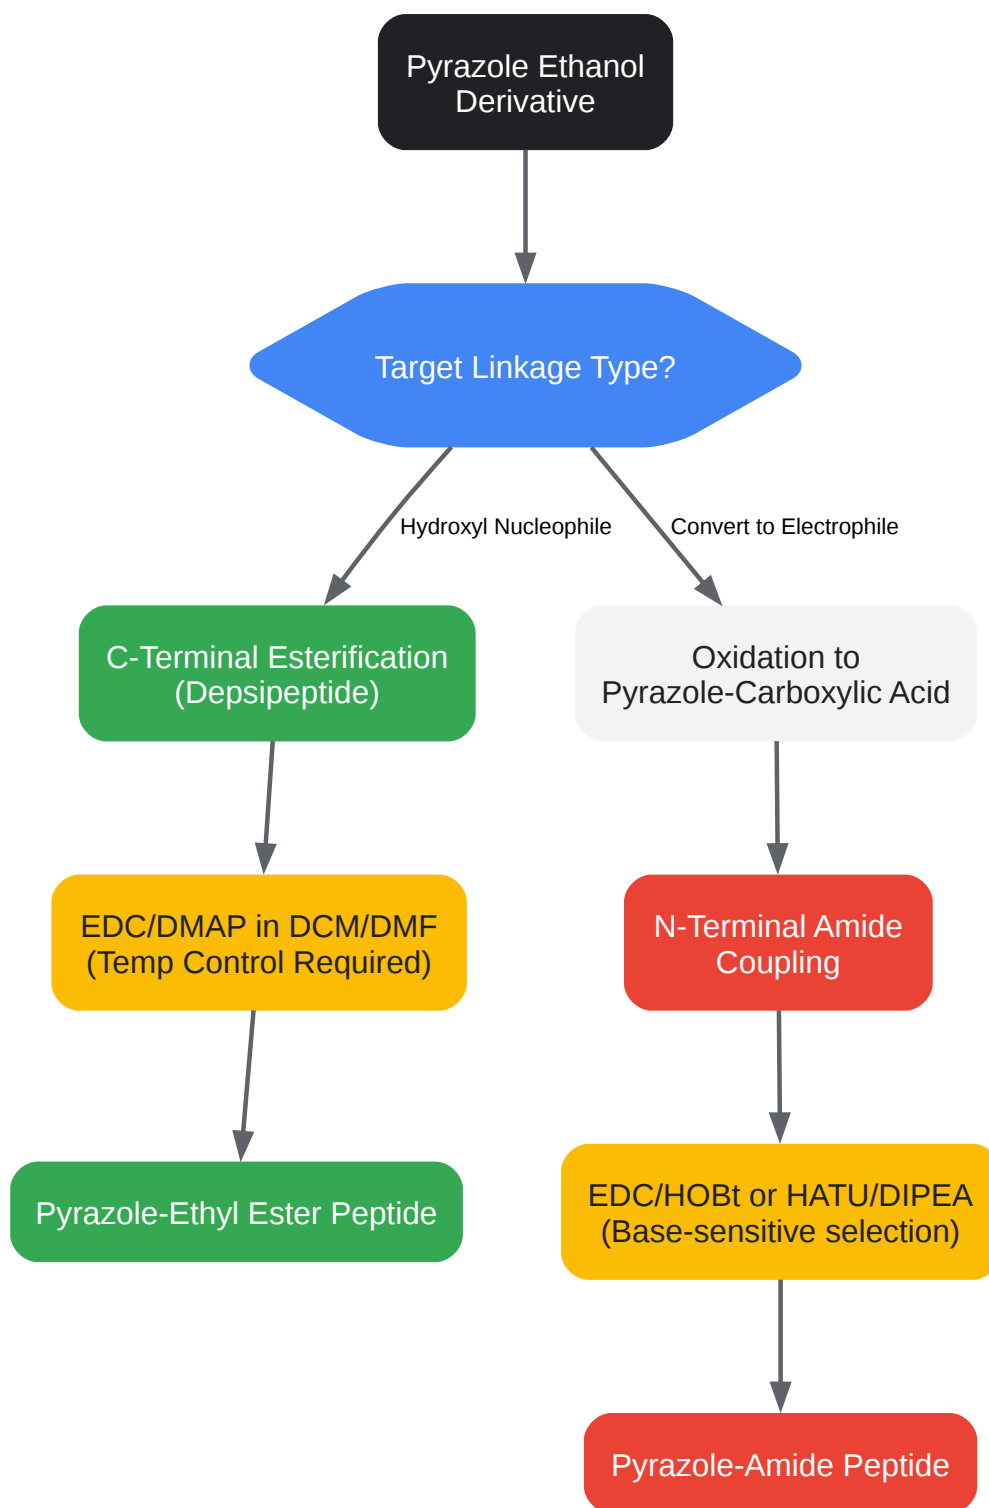 Pyrazole Ethanol
Derivative
Target Linkage Type?
Hydroxyl Nucleophile
Convert to Electrophile
C-Terminal Esterification
(Depsipeptide)
Oxidation to
Pyrazole-Carboxylic Acid
EDC/DMAP in DCM/DMF
(Temp Control Required)
N-Terminal Amide
Coupling
Pyrazole-Ethyl Ester Peptide
EDC/HOBt or HATU/DIPEA
(Base-sensitive selection)
Pyrazole-Amide Peptide